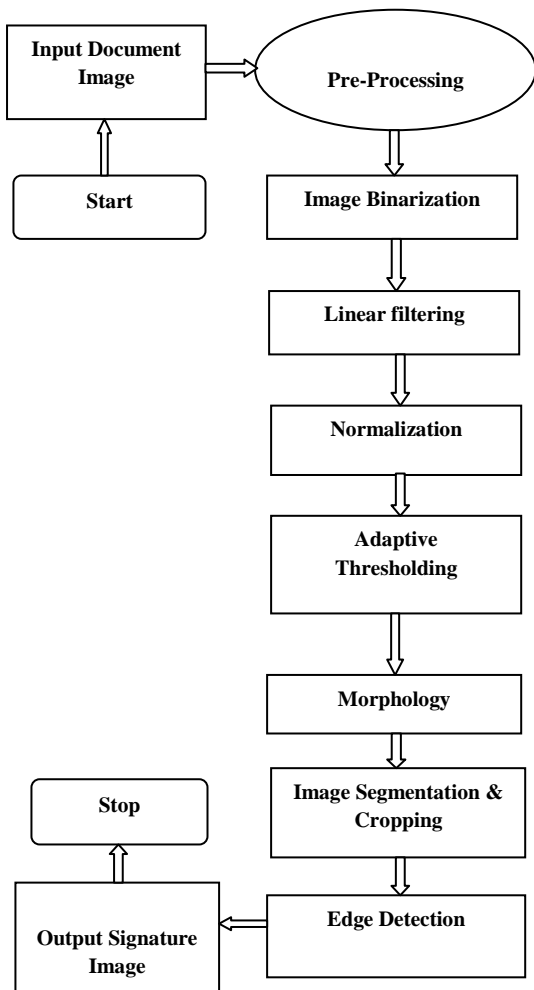 Input Document
Image
Pre-Processing
Start
Image Binarization
Linear filtering
Normalization
Adaptive
Thresholding
Morphology
Image Segmentation &
Cropping
Stop
Edge Detection
Output Signature
Image